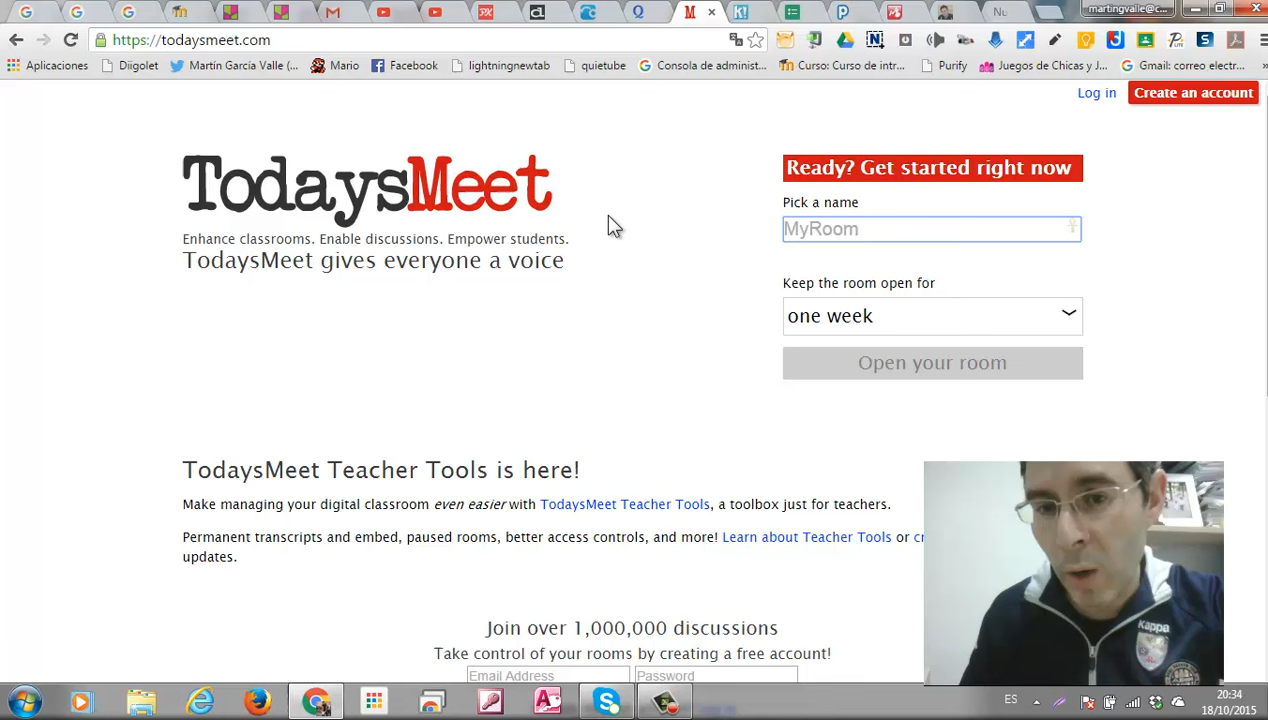 martingvalle@c...
Nu
https://todaysmeet.com
Aplicaciones
Diigolet
Martín García Valle (...
Mario
Facebook
lightningnewtab
quietube
Consola de administ...
Curso: Curso de intr...
Purify
Juegos de Chicas y J...
Gmail: correo electr...
Log in
Create an account
TodaysMeet
Enhance classrooms. Enable discussions. Empower students.
TodaysMeet gives everyone a voice
Ready? Get started right now
Pick a name
MyRoom
Keep the room open for
one week
Open your room
TodaysMeet Teacher Tools is here!
Make managing your digital classroom even easier with TodaysMeet Teacher Tools, a toolbox just for teachers.
Permanent transcripts and embed, paused rooms, better access controls, and more! Learn about Teacher Tools or cr
updates.
Join over 1,000,000 discussions
Take control of your rooms by creating a free account!
Email Address
Password
Kappa
ES
20:34
18/10/2015